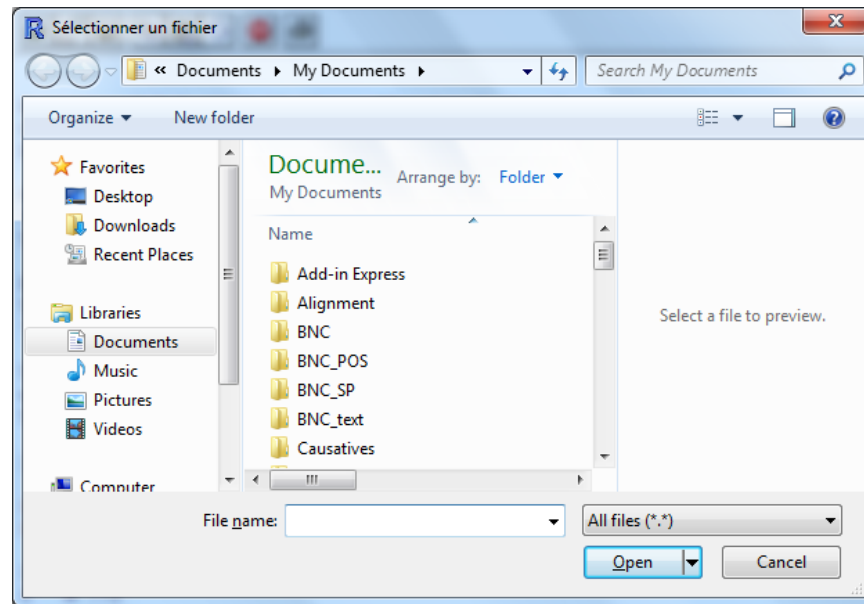 Sélectionner un fichier
« Documents ▸ My Documents ▸ Search My Documents
Organize ▾ New folder
Favorites
Desktop
Downloads
Recent Places
Libraries
Documents
Music
Pictures
Videos
Computer
Docume...
My Documents
Arrange by: Folder ▾
Name
Add-in Express
Alignment
BNC
BNC_POS
BNC_SP
BNC_text
Causatives
Select a file to preview.
File name: All files (*.*)
Open Cancel